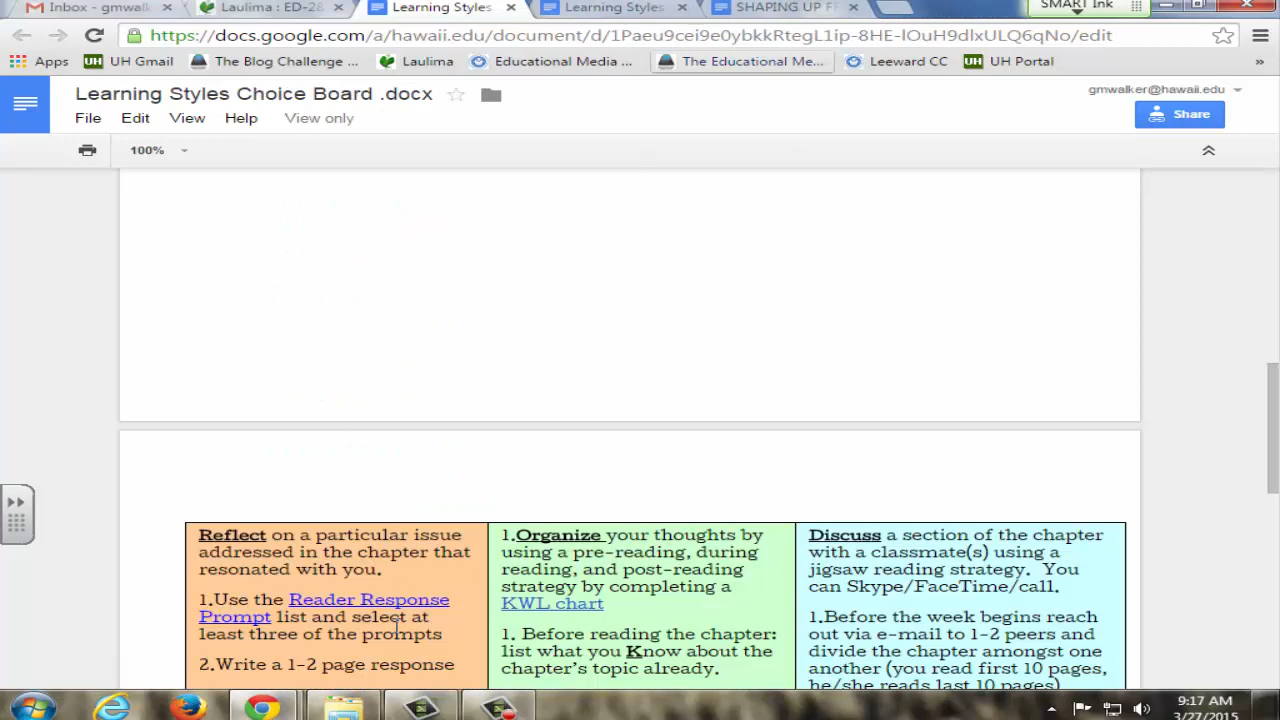 Inbox - gmwalk
Laulima : ED-28
Learning Styles
Learning Styles
SHAPING UP FF
SMART Ink
https://docs.google.com/a/hawaii.edu/document/d/1Paeu9cei9e0ybkkRtegL1ip-8HE-lOuH9dlxULQ6qNo/edit
Apps
UH Gmail
The Blog Challenge ...
Laulima
Educational Media ...
The Educational Me...
Leeward CC
UH Portal
»
Learning Styles Choice Board .docx
gmwalker@hawaii.edu
File Edit View Help View only
Share
100%
Reflect on a particular issue
addressed in the chapter that
resonated with you.
1.Use the Reader Response
Prompt list and select at
least three of the prompts
2.Write a 1-2 page response
1.Organize your thoughts by
using a pre-reading, during
reading, and post-reading
strategy by completing a
KWL chart
1. Before reading the chapter:
list what you Know about the
chapter's topic already.
Discuss a section of the chapter
with a classmate(s) using a
jigsaw reading strategy. You
can Skype/FaceTime/call.
1.Before the week begins reach
out via e-mail to 1-2 peers and
divide the chapter amongst one
another (you read first 10 pages,
he/she reads last 10 pages)
9:17 AM
3/27/2015